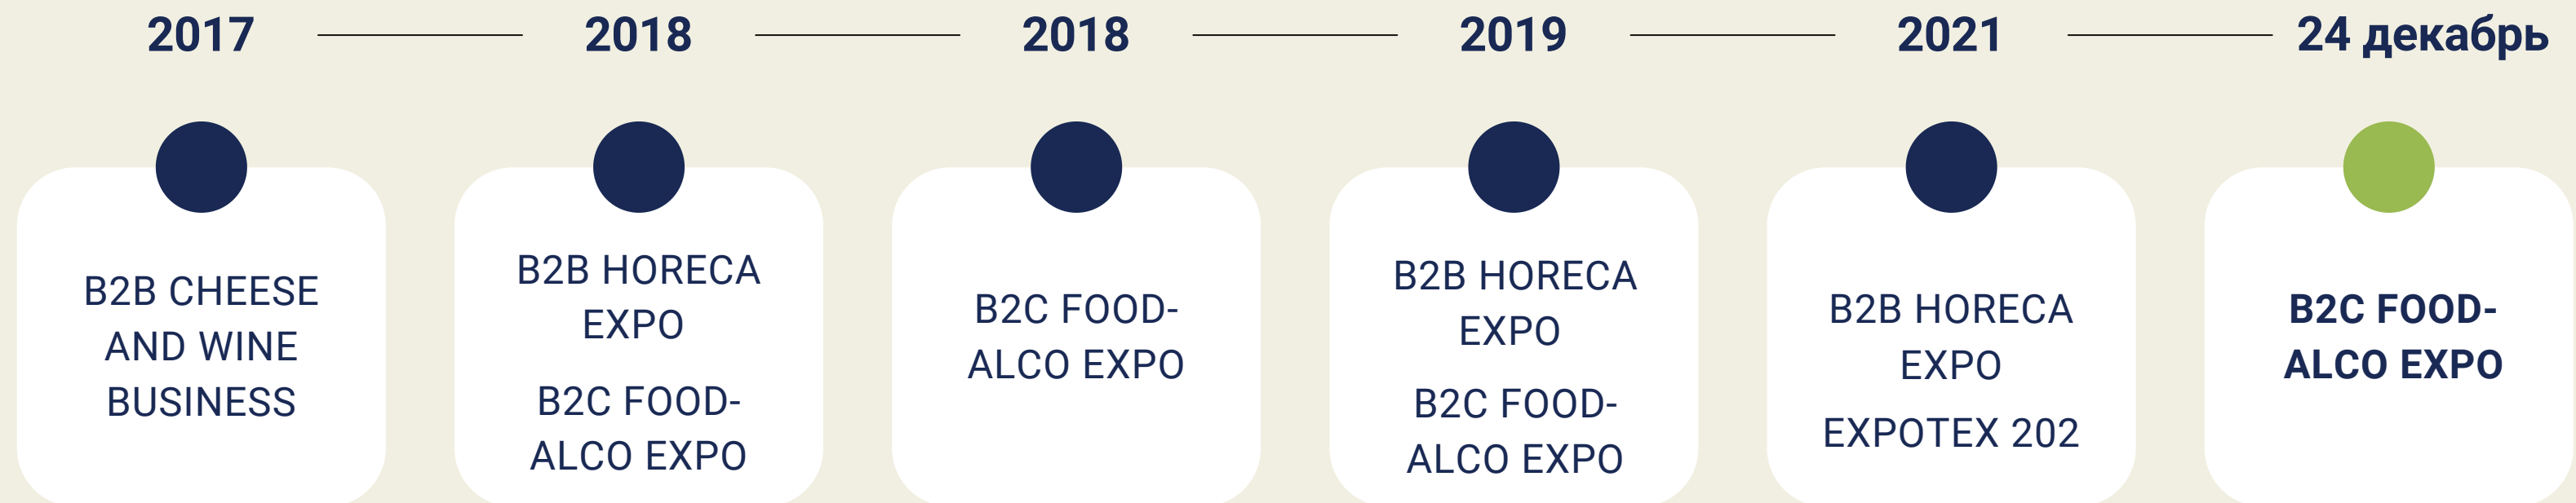 2017
2018
2018
2019
2021
24 декабрь
B2B CHEESE
AND WINE
BUSINESS
B2B HORECA
EXPO
B2C FOOD-
ALCO EXPO
B2C FOOD-
ALCO EXPO
B2B HORECA
EXPO
B2C FOOD-
ALCO EXPO
B2B HORECA
EXPO
EXPOTEX 202
B2C FOOD-
ALCO EXPO